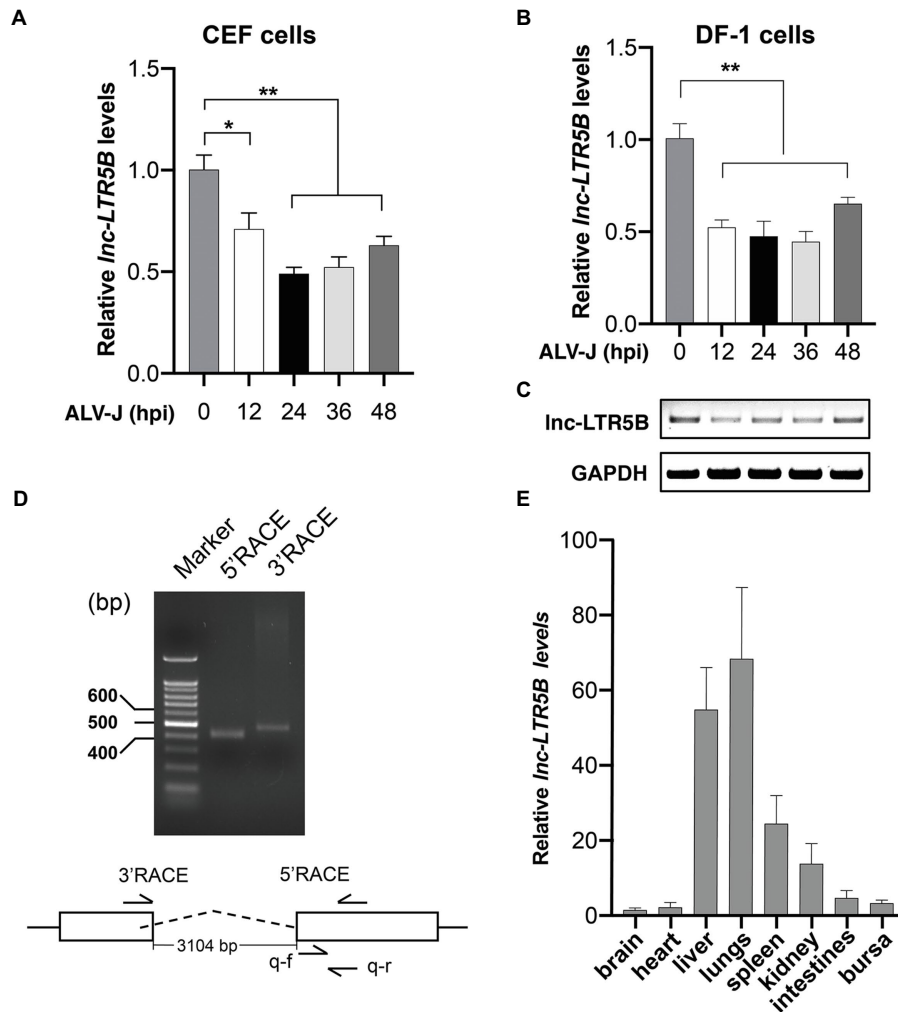 A
CEF cells
Relative lnc-LTR5B levels
1.5
1.0
0.5
0.0
**
*
ALV-J (hpi)
0 12 24 36 48
B
DF-1 cells
Relative lnc-LTR5B levels
1.5
1.0
0.5
0.0
**
ALV-J (hpi)
0 12 24 36 48
C
lnc-LTR5B
GAPDH
D
Marker
5'RACE
3'RACE
(bp)
600
500
400
3'RACE
5'RACE
3104 bp
q-f
q-r
E
Relative lnc-LTR5B levels
100
80
60
40
20
0
brain
heart
liver
lungs
spleen
kidney
intestines
bursa